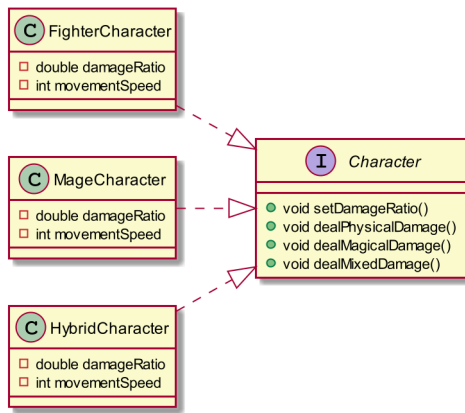 C FighterCharacter
double damageRatio
int movementSpeed
C MageCharacter
double damageRatio
int movementSpeed
C HybridCharacter
double damageRatio
int movementSpeed
I Character
void setDamageRatio()
void dealPhysicalDamage()
void dealMagicalDamage()
void dealMixedDamage()